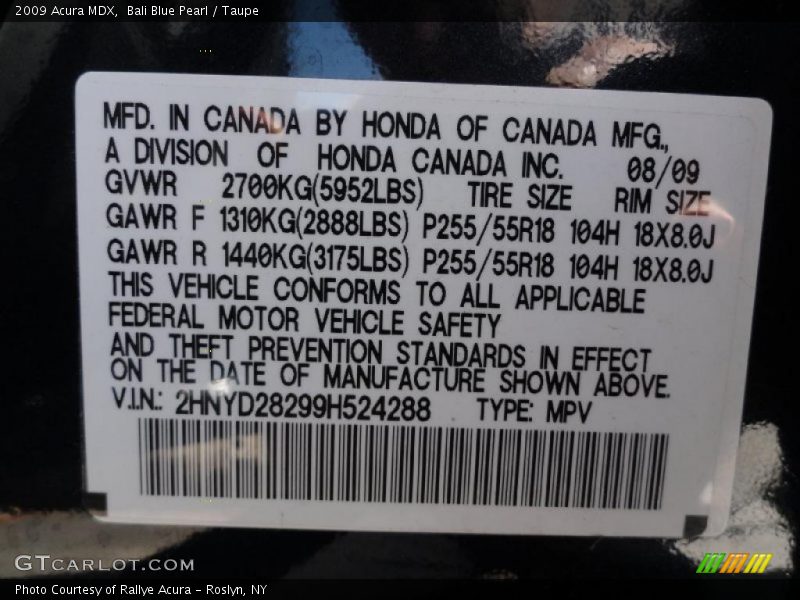 2009 Acura MDX,  Bali Blue Pearl / Taupe
MFD. IN CANADA BY HONDA OF CANADA MFG.,
A DIVISION OF HONDA CANADA INC. 08/09
GVWR 2700KG(5952LBS) TIRE SIZE RIM SIZE
GAWR F 1310KG(2888LBS) P255/55R18 104H 18X8.0J
GAWR R 1440KG(3175LBS) P255/55R18 104H 18X8.0J
THIS VEHICLE CONFORMS TO ALL APPLICABLE
FEDERAL MOTOR VEHICLE SAFETY
AND THEFT PREVENTION STANDARDS IN EFFECT
ON THE DATE OF MANUFACTURE SHOWN ABOVE.
V.I.N.: 2HNYD28299H524288 TYPE: MPV
GTCARLOT.COM
Photo Courtesy of Rallye Acura - Roslyn, NY